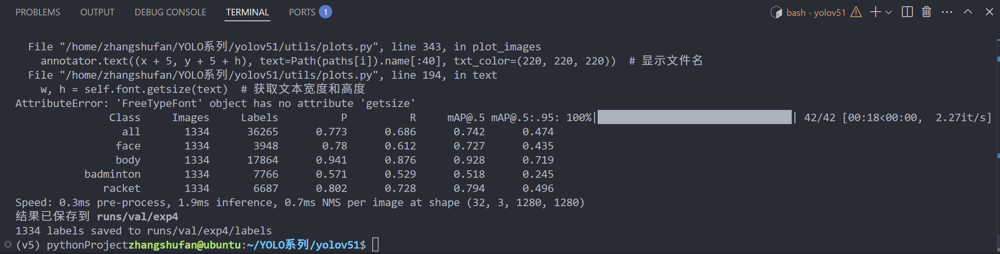 PROBLEMS OUTPUT DEBUG CONSOLE TERMINAL PORTS 1 bash - yolov51
File "/home/zhangshufan/YOLO系列/yolov51/utils/plots.py", line 343, in plot_images
annotator.text((x + 5, y + 5 + h), text=Path(paths[i]).name[:40], txt_color=(220, 220, 220))  # 显示文件名
File "/home/zhangshufan/YOLO系列/yolov51/utils/plots.py", line 194, in text
w, h = self.font.getsize(text)  # 获取文本宽度和高度
AttributeError: 'FreeTypeFont' object has no attribute 'getsize'
Class Images Labels P R mAP@.5 mAP@.5:.95: 100%| | 42/42 [00:18<00:00, 2.27it/s]
all 1334 36265 0.773 0.686 0.742 0.474
face 1334 3948 0.78 0.612 0.727 0.435
body 1334 17864 0.941 0.876 0.928 0.719
badminton 1334 7766 0.571 0.529 0.518 0.245
racket 1334 6687 0.802 0.728 0.794 0.496
Speed: 0.3ms pre-process, 1.9ms inference, 0.7ms NMS per image at shape (32, 3, 1280, 1280)
结果已保存到 runs/val/exp4
1334 labels saved to runs/val/exp4/labels
(v5) pythonProjectzhangshufan@ubuntu:~/YOLO系列/yolov51$